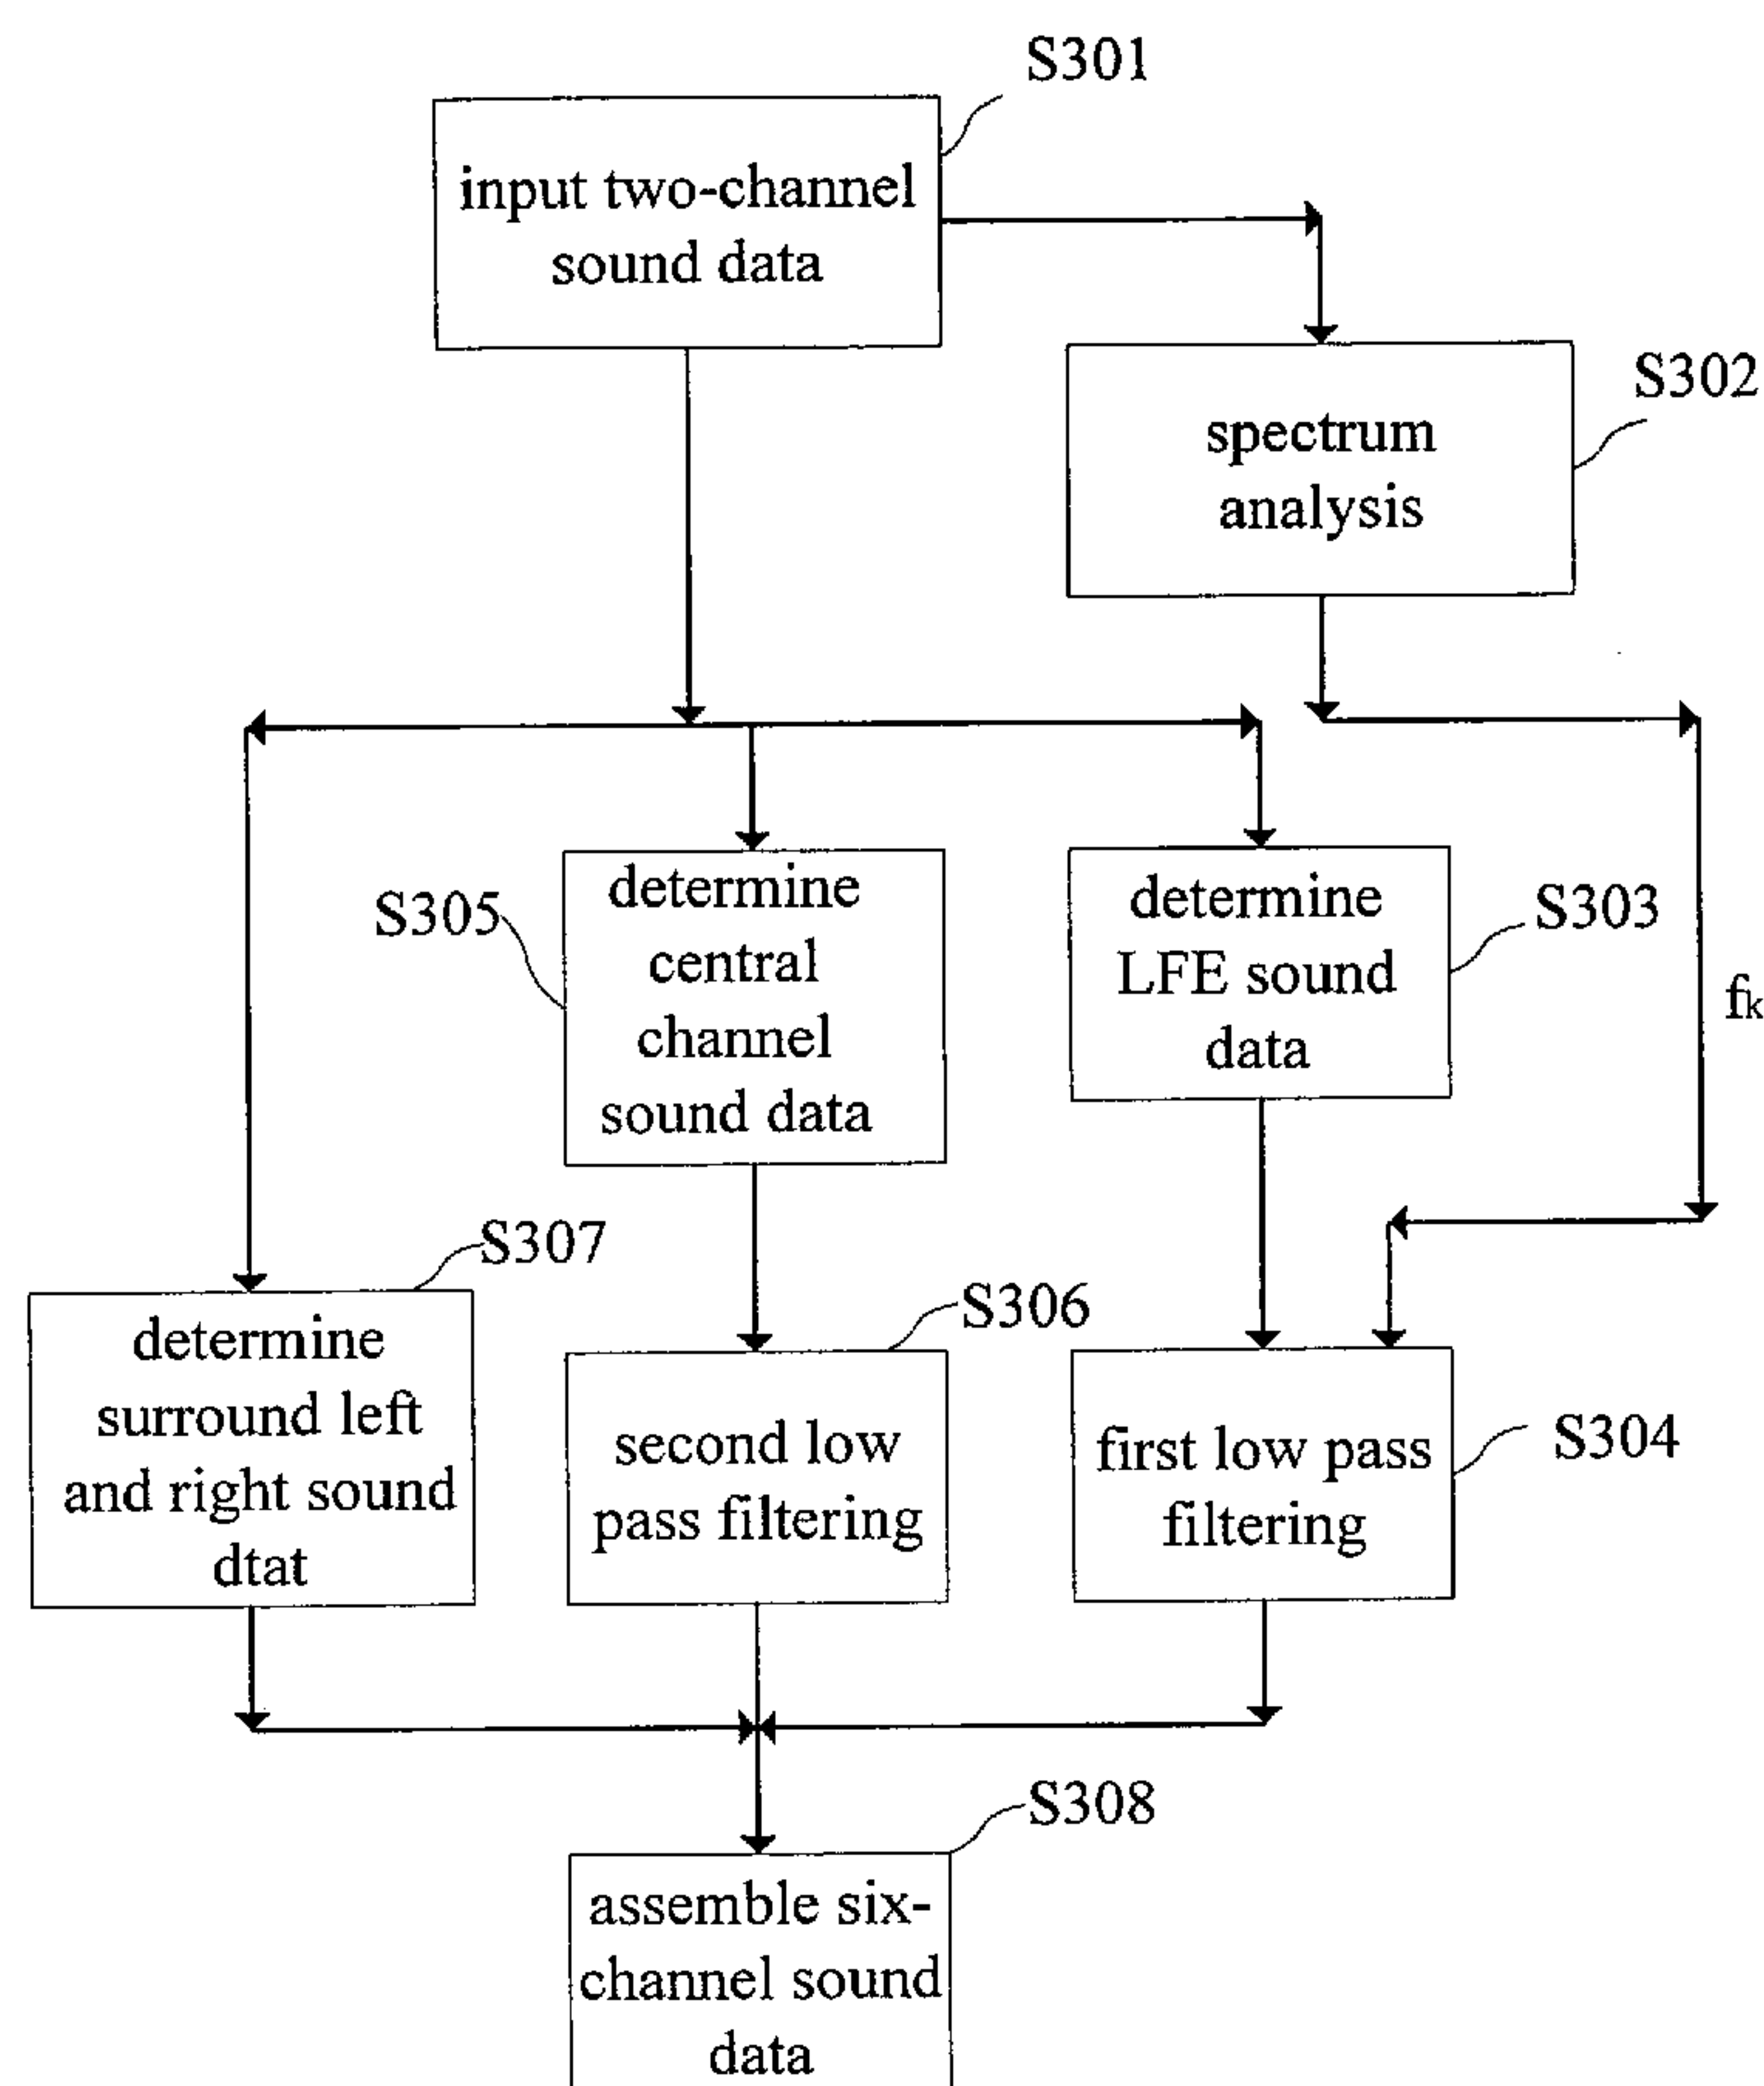 S301
input two-channel
sound data
S302
spectrum
analysis
S305
determine
central
channel
sound data
determine
LFE sound
data
S303
fk
S307
determine
surround left
and right sound
dtat
S306
second low
pass filtering
first low pass
filtering
S304
S308
assemble six-
channel sound
data